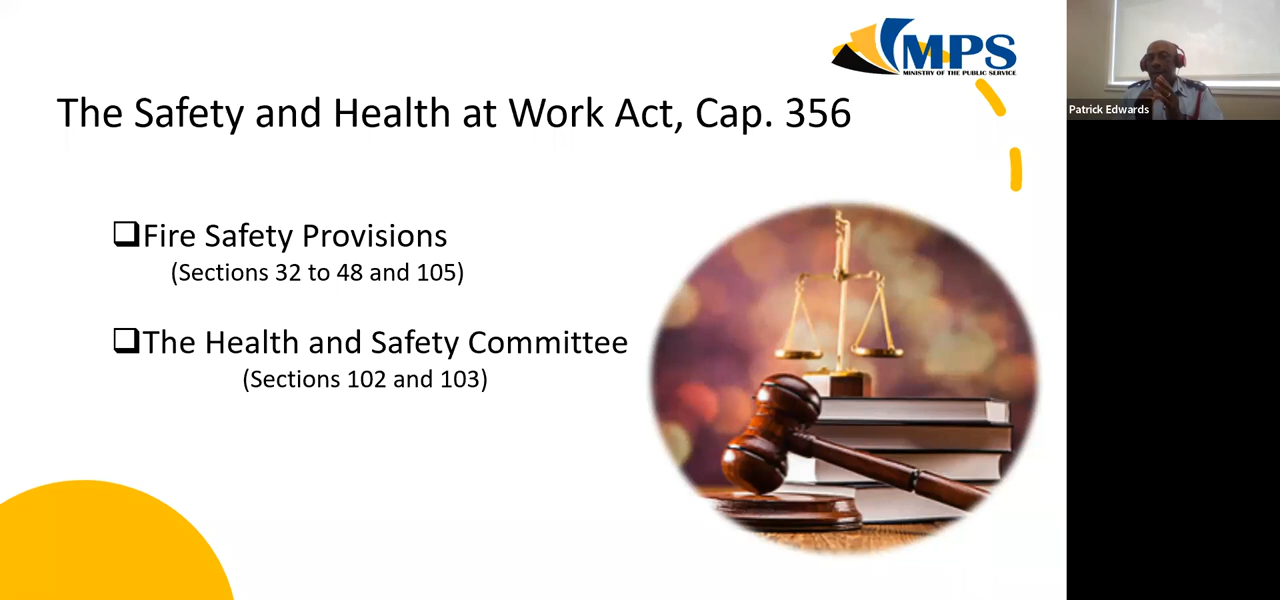 MPS
MINISTRY OF THE PUBLIC SERVICE
The Safety and Health at Work Act, Cap. 356
Fire Safety Provisions
(Sections 32 to 48 and 105)
The Health and Safety Committee
(Sections 102 and 103)
Patrick Edwards